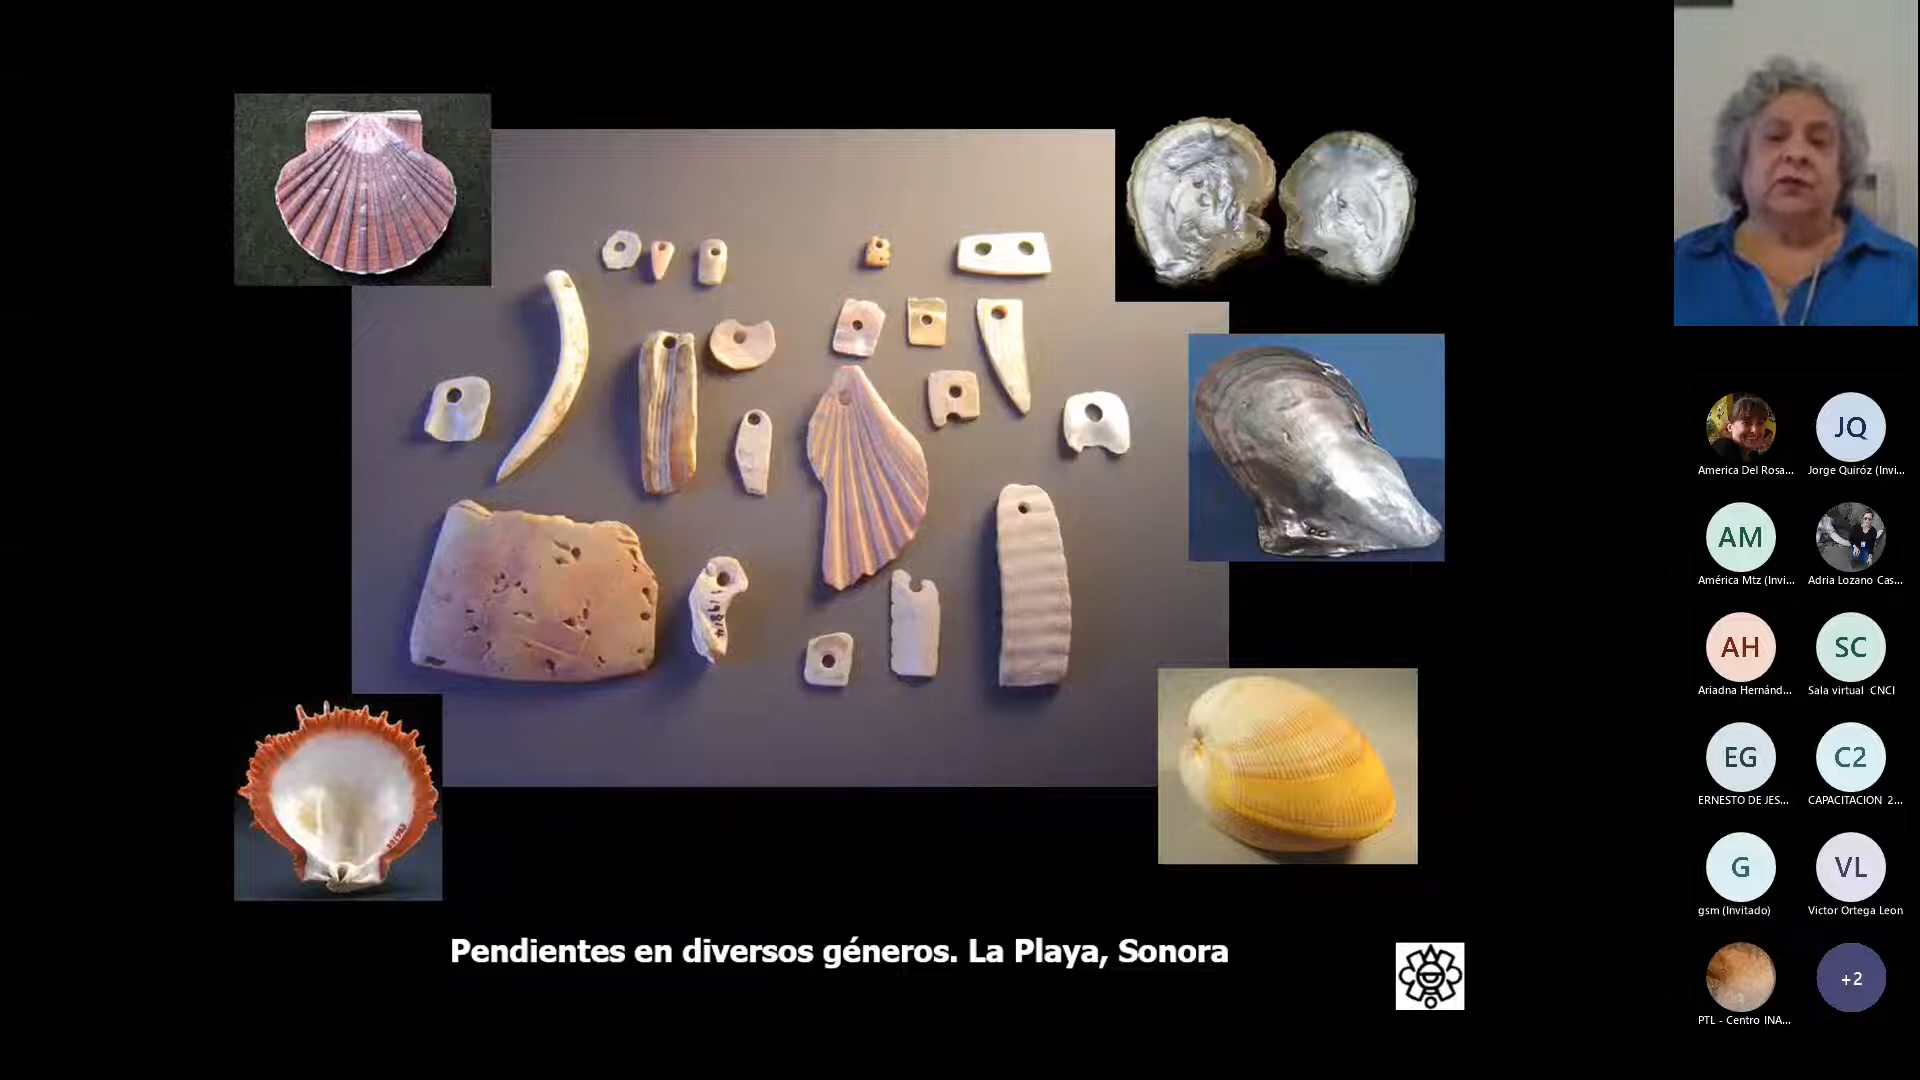 Pendientes en diversos géneros. La Playa, Sonora
America Del Rosa...
JQ
Jorge Quiróz (Invi...
AM
América Mtz (Invi...
Adria Lozano Cas...
AH
Ariadna Hernánd...
SC
Sala virtual CNCI
EG
ERNESTO DE JES...
C2
CAPACITACION 2...
G
gsm (Invitado)
VL
Victor Ortega Leon
PTL - Centro INA...
+2